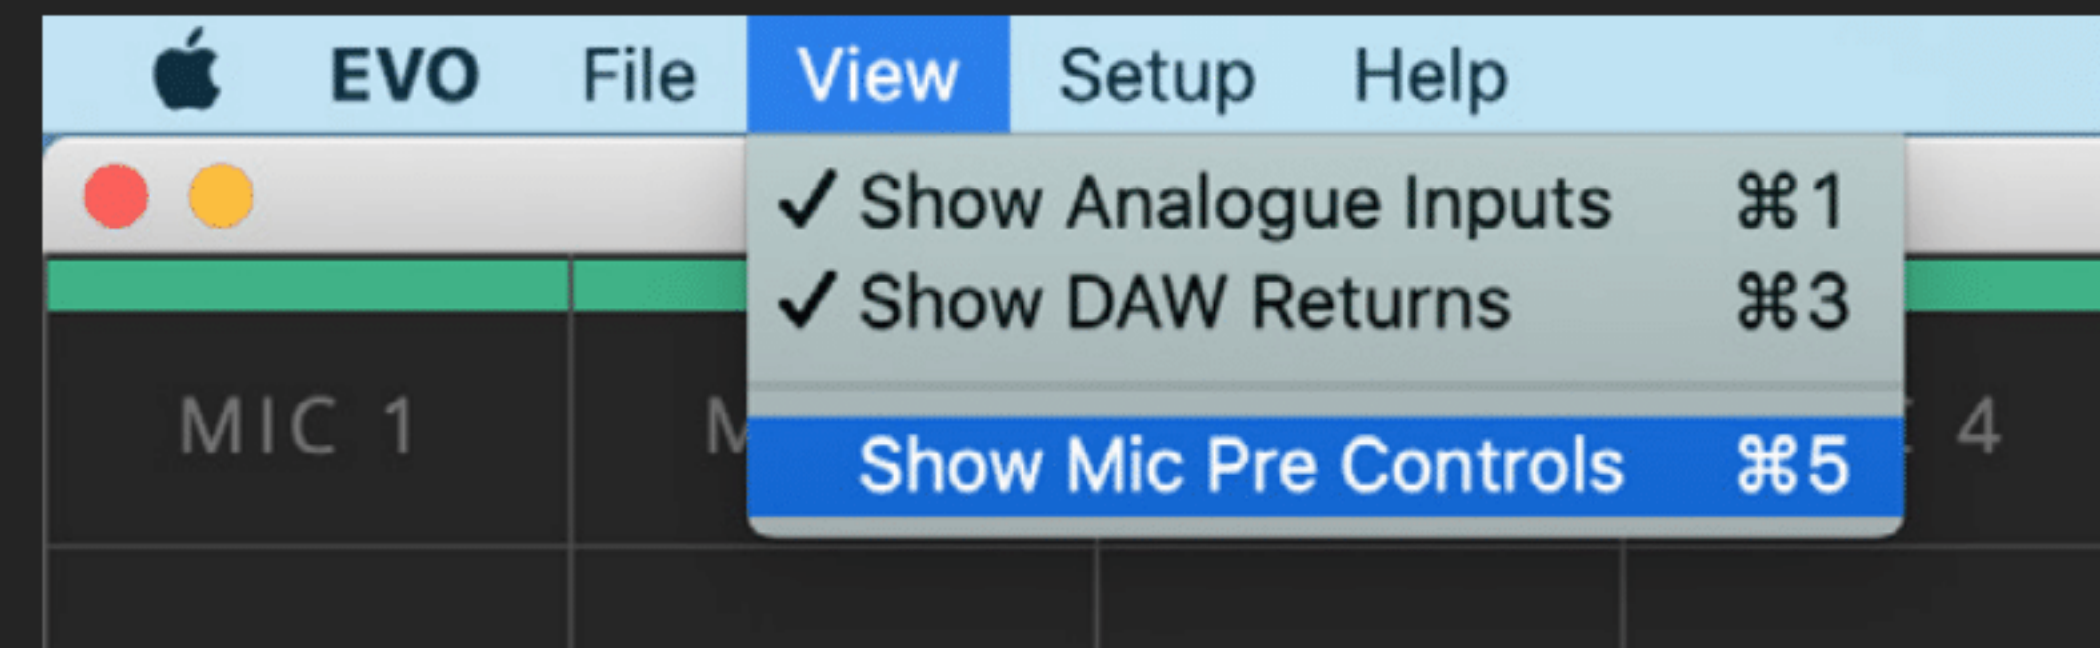 EVO File View Setup Help
✓ Show Analogue Inputs ⌘1
✓ Show DAW Returns ⌘3
MIC 1
4
Show Mic Pre Controls ⌘5